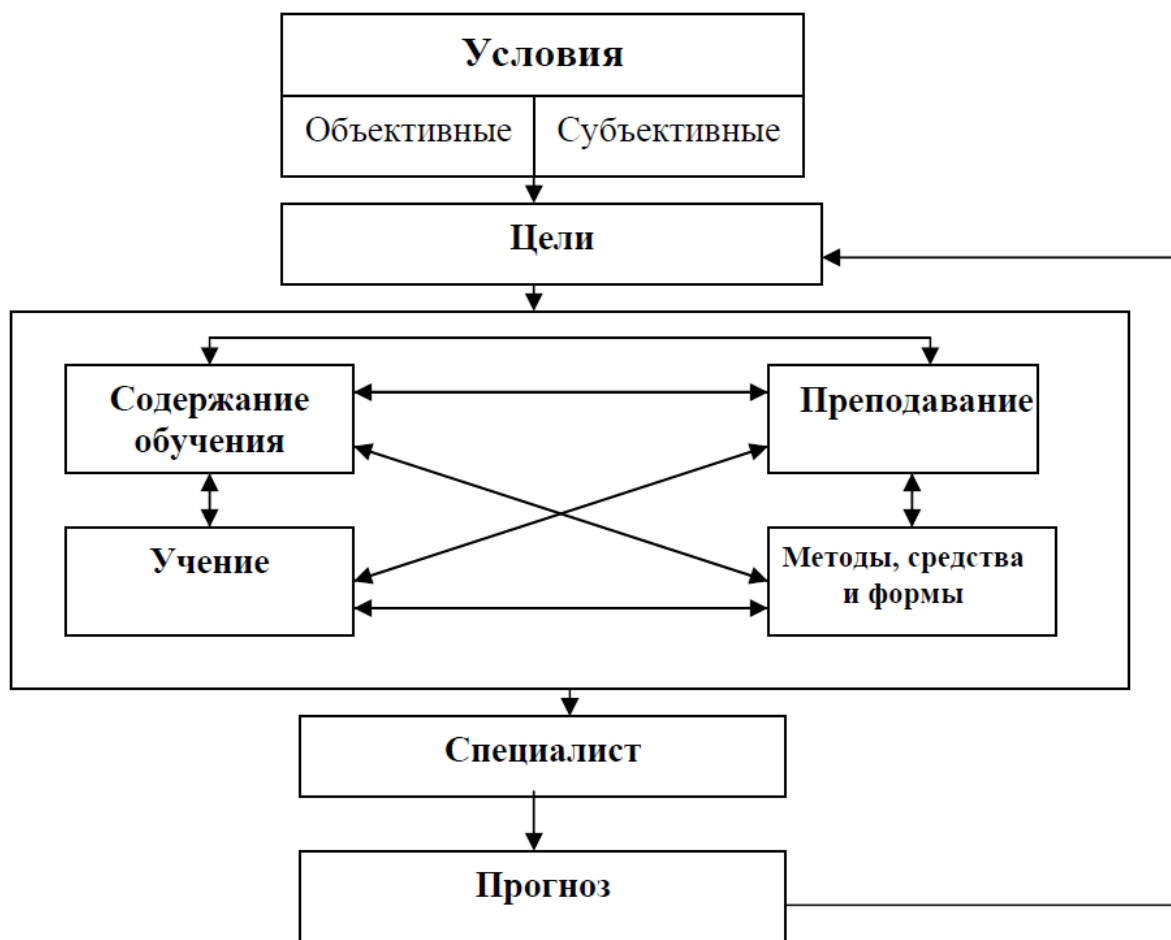 Условия
Объективные
Субъективные
Цели
Содержание
обучения
Преподавание
Учение
Методы, средства
и формы
Специалист
Прогноз